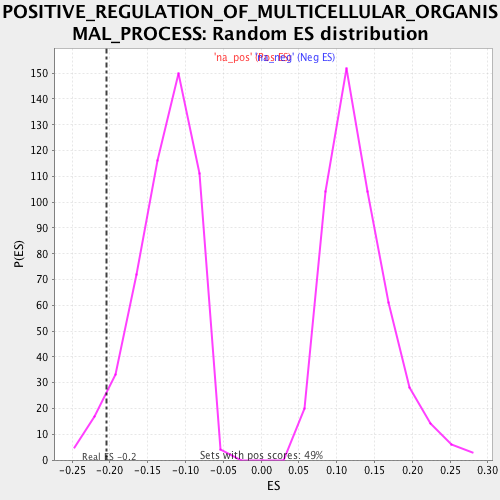 POSITIVE_REGULATION_OF_MULTICELLULAR_ORGANIS
MAL_PROCESS: Random ES distribution
'na_pos' (Pos ES) 'na_neg' (Neg ES)
150
140
130
120
110
100
90
80
70
60
50
40
30
20
10
0
P(ES)
Real ES -0.2
Sets with pos scores: 49%
-0.25 -0.20 -0.15 -0.10 -0.05 0.00 0.05 0.10 0.15 0.20 0.25 0.30
ES